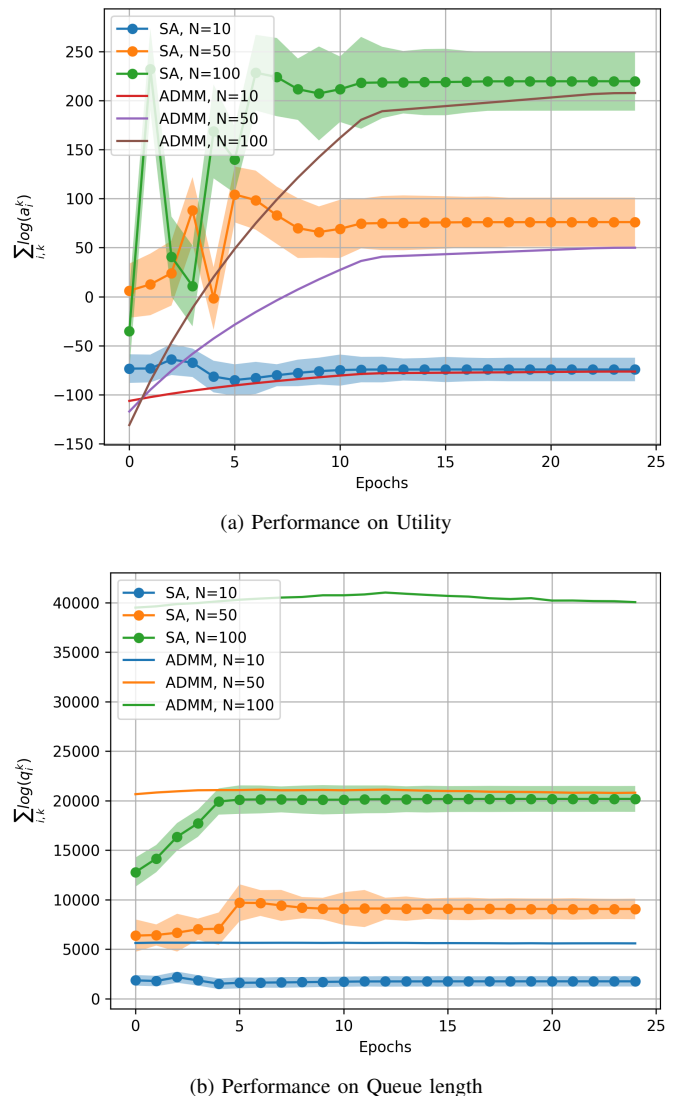 250
200
150
100
50
0
−50
−100
−150
∑ log(a_i^k)
i,k
SA, N=10
SA, N=50
SA, N=100
ADMM, N=10
ADMM, N=50
ADMM, N=100
0 5 10 15 20 25
Epochs
(a) Performance on Utility
40000
35000
30000
25000
20000
15000
10000
5000
0
∑ log(q_i^k)
i,k
SA, N=10
SA, N=50
SA, N=100
ADMM, N=10
ADMM, N=50
ADMM, N=100
0 5 10 15 20 25
Epochs
(b) Performance on Queue length